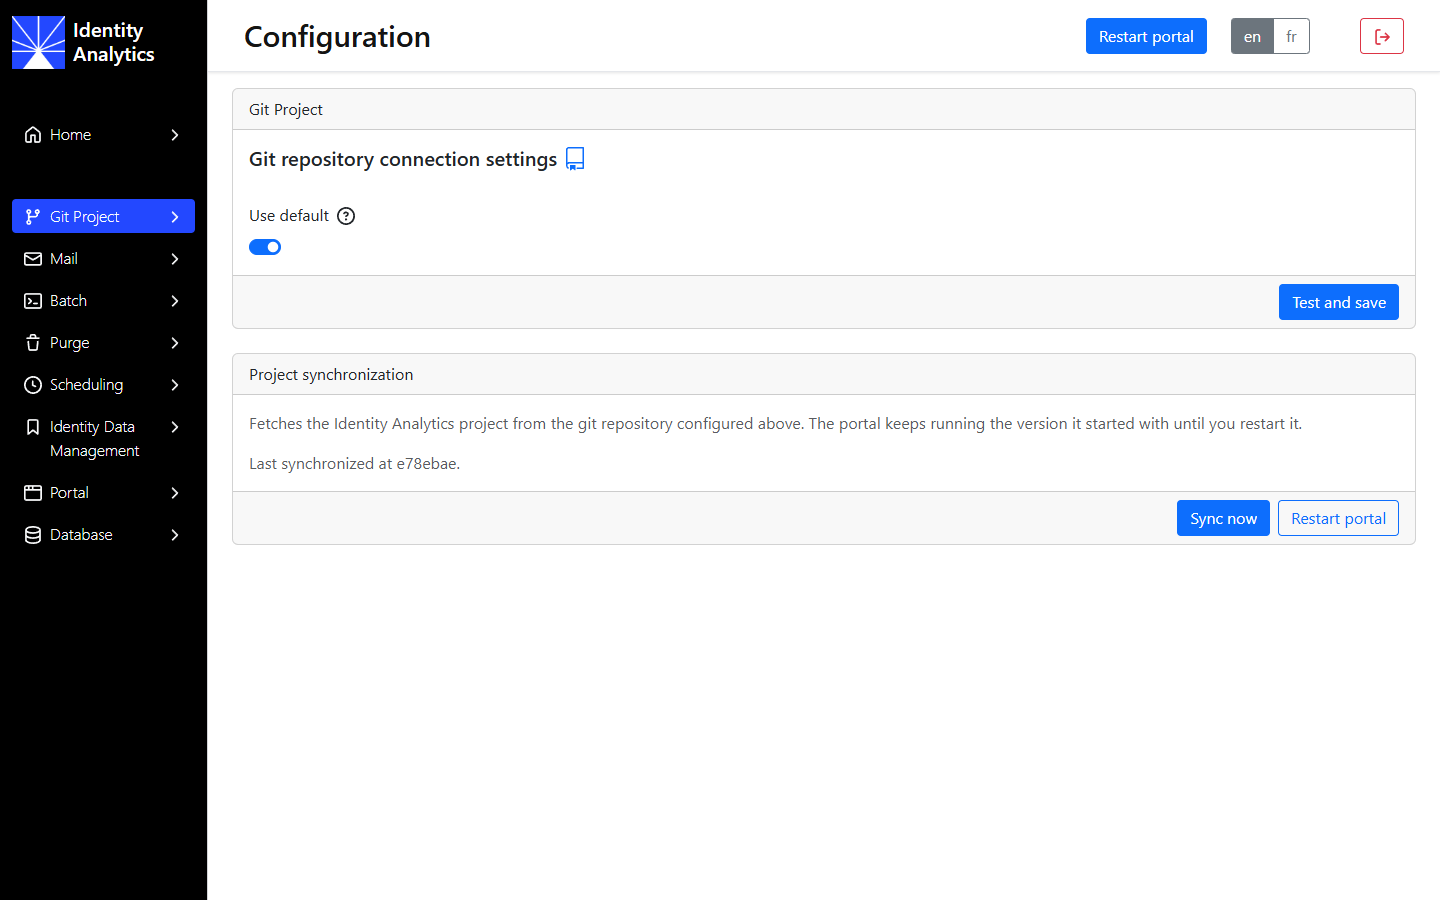 Identity
Analytics
Configuration
Restart portal
en
fr
Home
Git Project
Mail
Batch
Purge
Scheduling
Identity Data
Management
Portal
Database
Git Project
Git repository connection settings
Use default
Test and save
Project synchronization
Fetches the Identity Analytics project from the git repository configured above. The portal keeps running the version it started with until you restart it.
Last synchronized at e78ebae.
Sync now
Restart portal